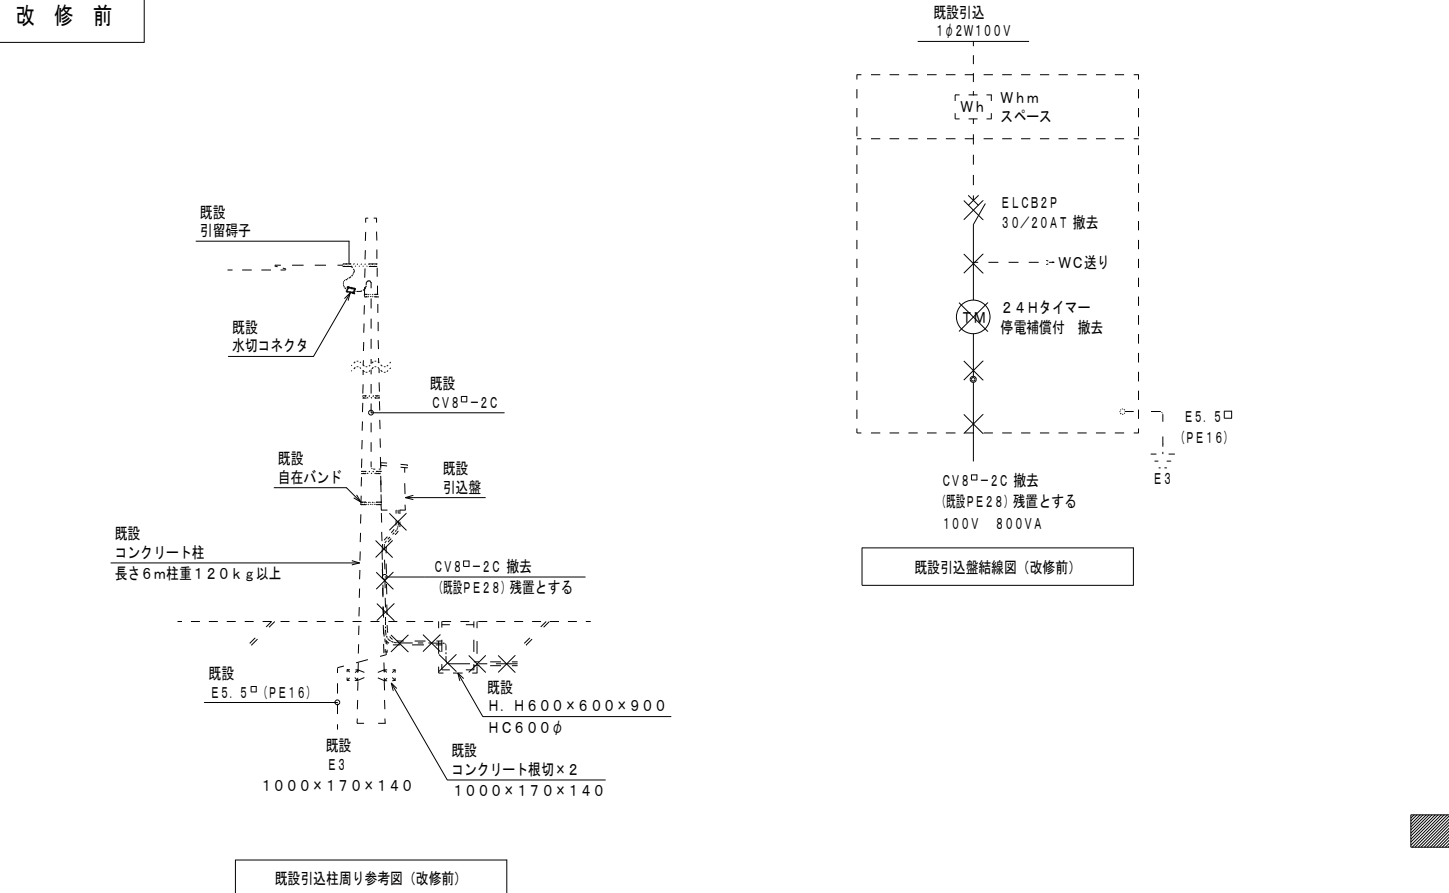 改 修 前
既設引込
1φ2W100V
Wh
Whm
スペース
ELCB2P
30/20AT 撤去
WC送り
TM
24Hタイマー
停電補償付 撤去
E5.5□
(PE16)
E3
CV8□-2C 撤去
(既設PE28)残置とする
100V 800VA
既設引込盤結線図（改修前）
既設
引留碍子
既設
水切コネクタ
既設
CV8□-2C
既設
自在バンド
既設
引込盤
既設
コンクリート柱
長さ6m柱重120kg以上
CV8□-2C 撤去
(既設PE28)残置とする
既設
E5.5□(PE16)
既設
H.H600×600×900
HC600φ
既設
E3
1000×170×140
既設
コンクリート根切×2
1000×170×140
既設引込柱周り参考図（改修前）